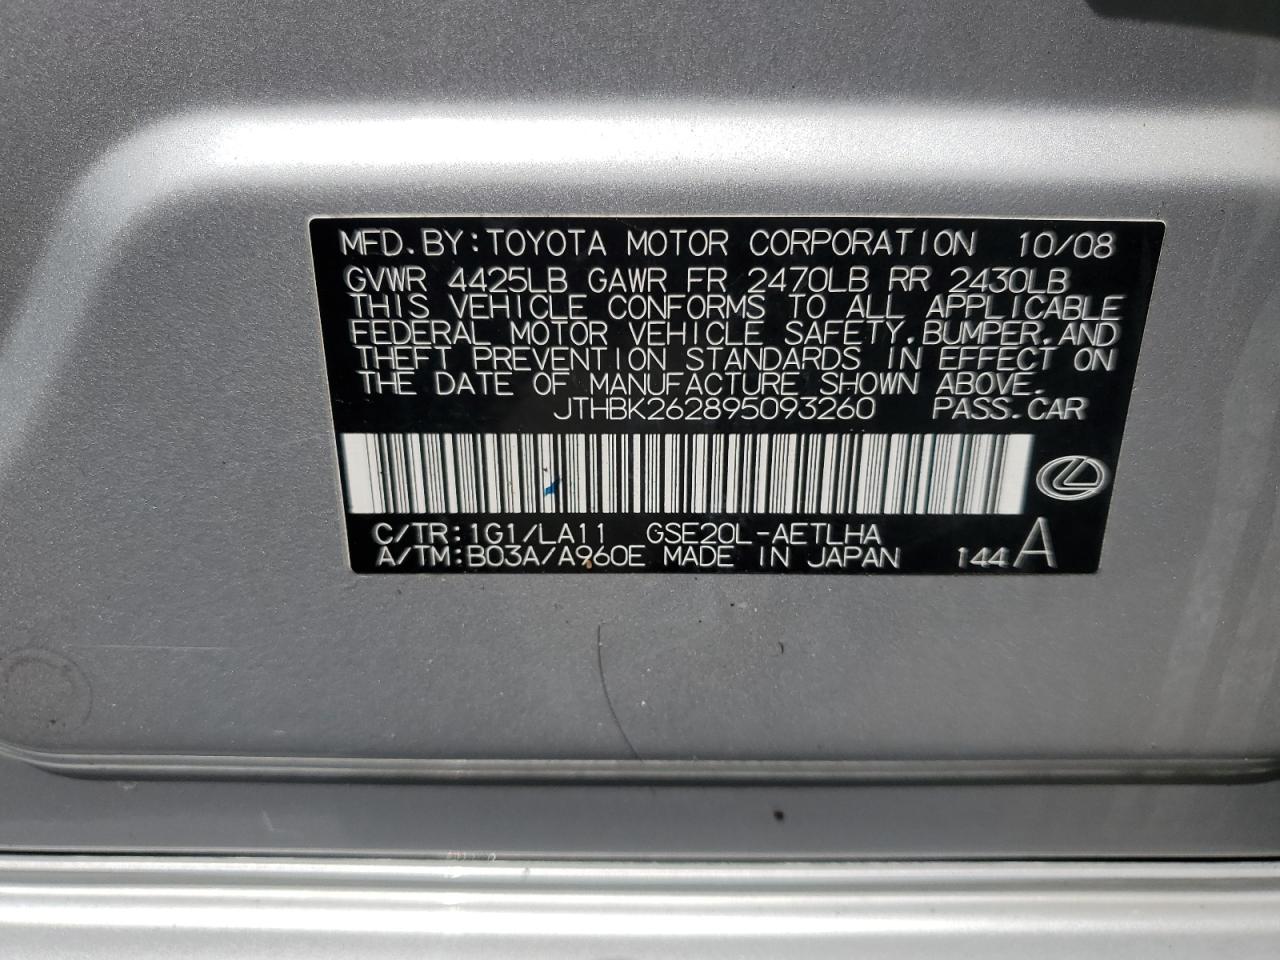 MFD.BY:TOYOTA MOTOR CORPORATION 10/08
GVWR 4425LB GAWR FR 2470LB RR 2430LB
THIS VEHICLE CONFORMS TO ALL APPLICABLE
FEDERAL MOTOR VEHICLE SAFETY,BUMPER,AND
THEFT PREVENTION STANDARDS IN EFFECT ON
THE DATE OF MANUFACTURE SHOWN ABOVE.
JTHBK262895093260 PASS.CAR
C/TR:1G1/LA11 GSE20L-AETLHA
A/TM:B03A/A960E MADE IN JAPAN 144 A